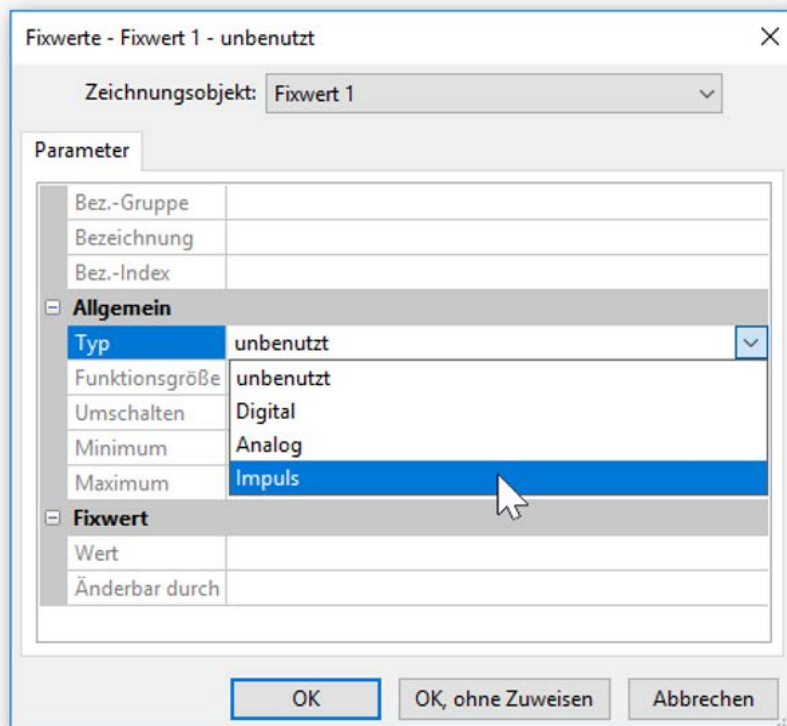 Fixwerte - Fixwert 1 - unbenutzt
Zeichnungsobjekt: Fixwert 1
Parameter
Bez.-Gruppe
Bezeichnung
Bez.-Index
Allgemein
Typ unbenutzt
Funktionsgröße unbenutzt
Umschalten Digital
Minimum Analog
Maximum Impuls
Fixwert
Wert
Änderbar durch
OK OK, ohne Zuweisen Abbrechen